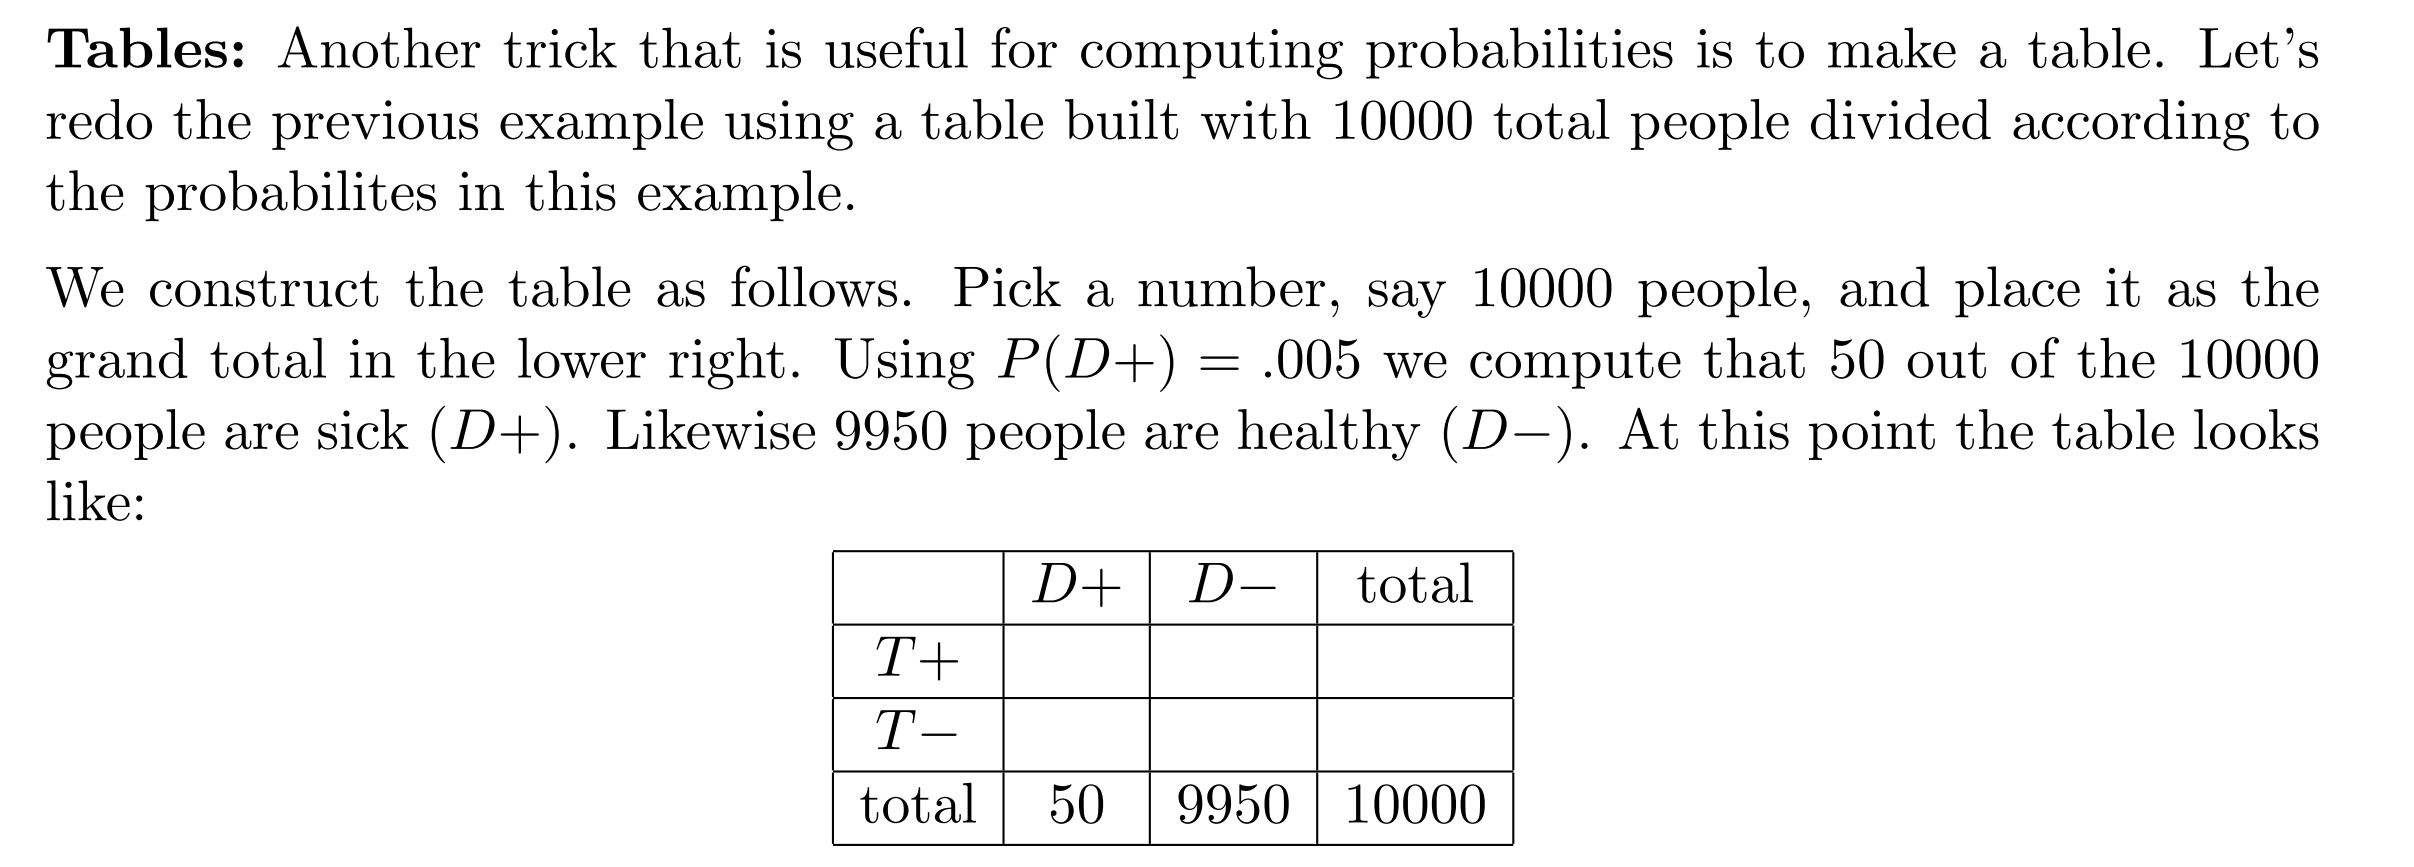 Tables: Another trick that is useful for computing probabilities is to make a table. Let's
redo the previous example using a table built with 10000 total people divided according to
the probabilites in this example.
We construct the table as follows. Pick a number, say 10000 people, and place it as the
grand total in the lower right. Using P(D+) = .005 we compute that 50 out of the 10000
people are sick (D+). Likewise 9950 people are healthy (D−). At this point the table looks
like:
D+ D− total
T+
T−
total 50 9950 10000